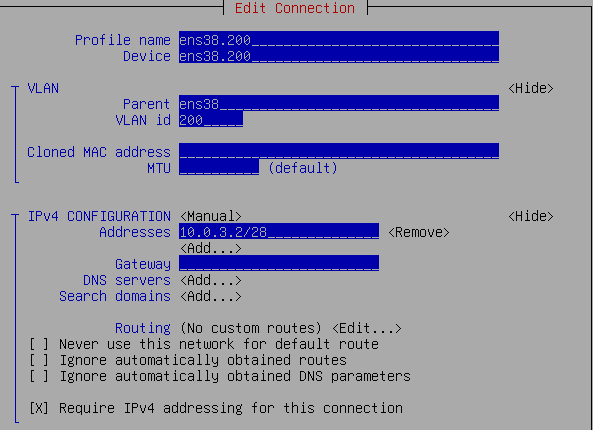 Edit Connection
Profile name ens38.200
Device ens38.200
VLAN <Hide>
Parent ens38
VLAN id 200
Cloned MAC address
MTU (default)
IPv4 CONFIGURATION <Manual> <Hide>
Addresses 10.0.3.2/28 <Remove>
<Add...>
Gateway
DNS servers <Add...>
Search domains <Add...>
Routing (No custom routes) <Edit...>
[ ] Never use this network for default route
[ ] Ignore automatically obtained routes
[ ] Ignore automatically obtained DNS parameters
[X] Require IPv4 addressing for this connection